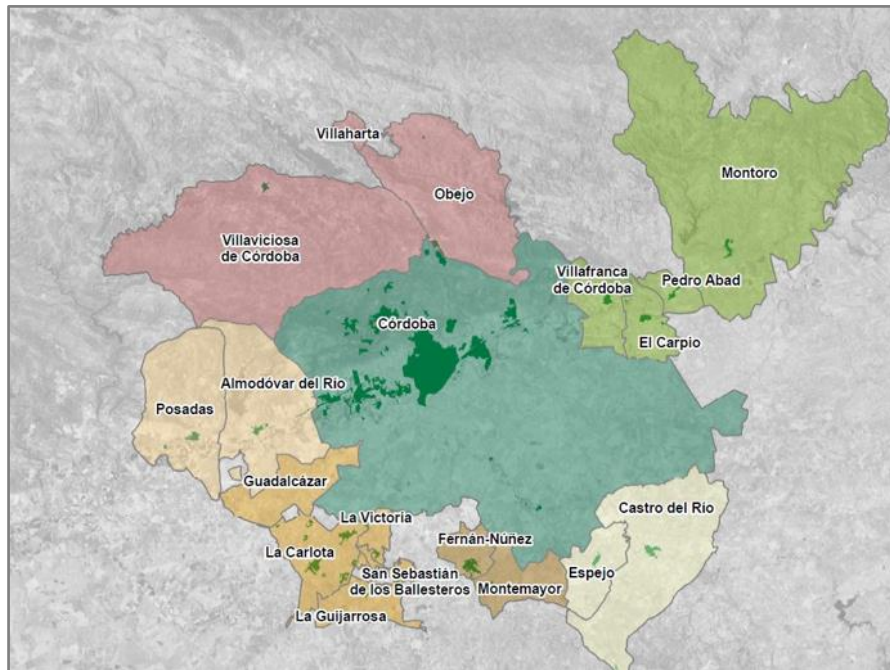 Villaharta
Montoro
Obejo
Villaviciosa
de Córdoba
Villafranca
de Córdoba
Pedro Abad
Córdoba
El Carpio
Almodóvar del Río
Posadas
Guadalcázar
Castro del Río
La Victoria
Fernán-Núñez
La Carlota
Espejo
San Sebastián
de los Ballesteros
Montemayor
La Guijarrosa